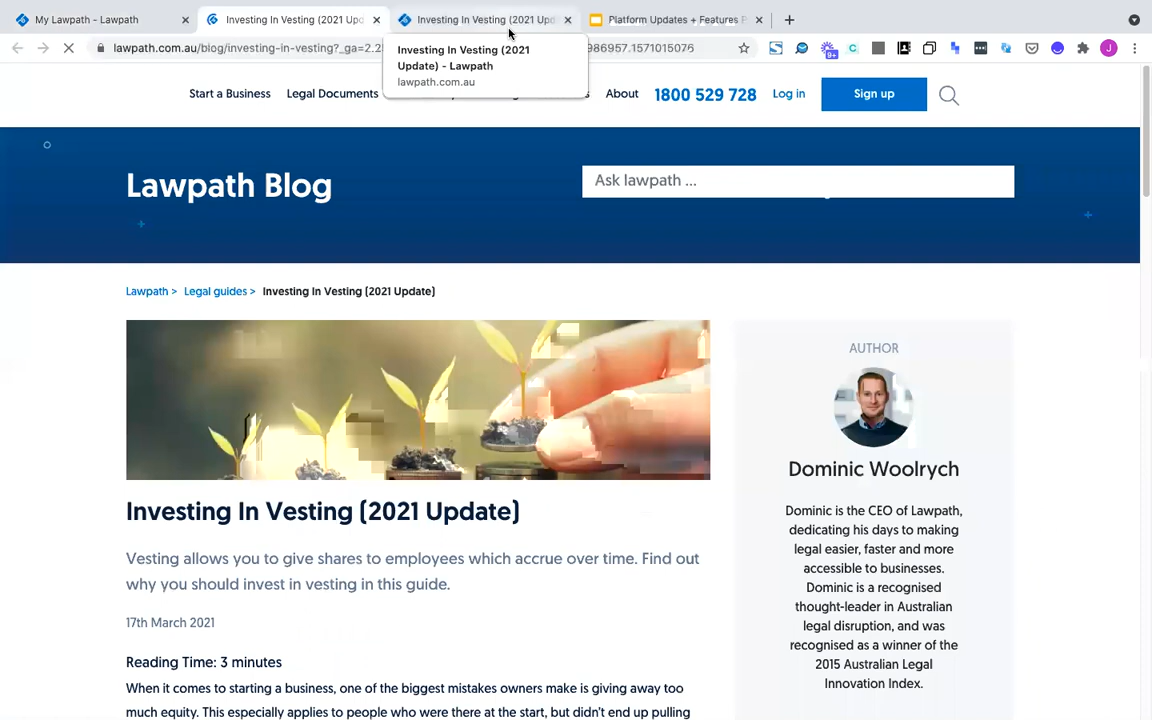 My Lawpath - Lawpath
Investing In Vesting (2021 Upd
Investing In Vesting (2021 Upd
Platform Updates + Features P
lawpath.com.au/blog/investing-in-vesting?_ga=2.2
986957.1571015076
9+
J
Investing In Vesting (2021
Update) - Lawpath
lawpath.com.au
Start a Business
Legal Documents
About
1800 529 728
Log in
Sign up
Lawpath Blog
Ask lawpath ...
Lawpath >
Legal guides >
Investing In Vesting (2021 Update)
AUTHOR
Dominic Woolrych
Dominic is the CEO of Lawpath,
dedicating his days to making
legal easier, faster and more
accessible to businesses.
Dominic is a recognised
thought-leader in Australian
legal disruption, and was
recognised as a winner of the
2015 Australian Legal
Innovation Index.
Investing In Vesting (2021 Update)
Vesting allows you to give shares to employees which accrue over time. Find out
why you should invest in vesting in this guide.
17th March 2021
Reading Time: 3 minutes
When it comes to starting a business, one of the biggest mistakes owners make is giving away too
much equity. This especially applies to people who were there at the start, but didn't end up pulling